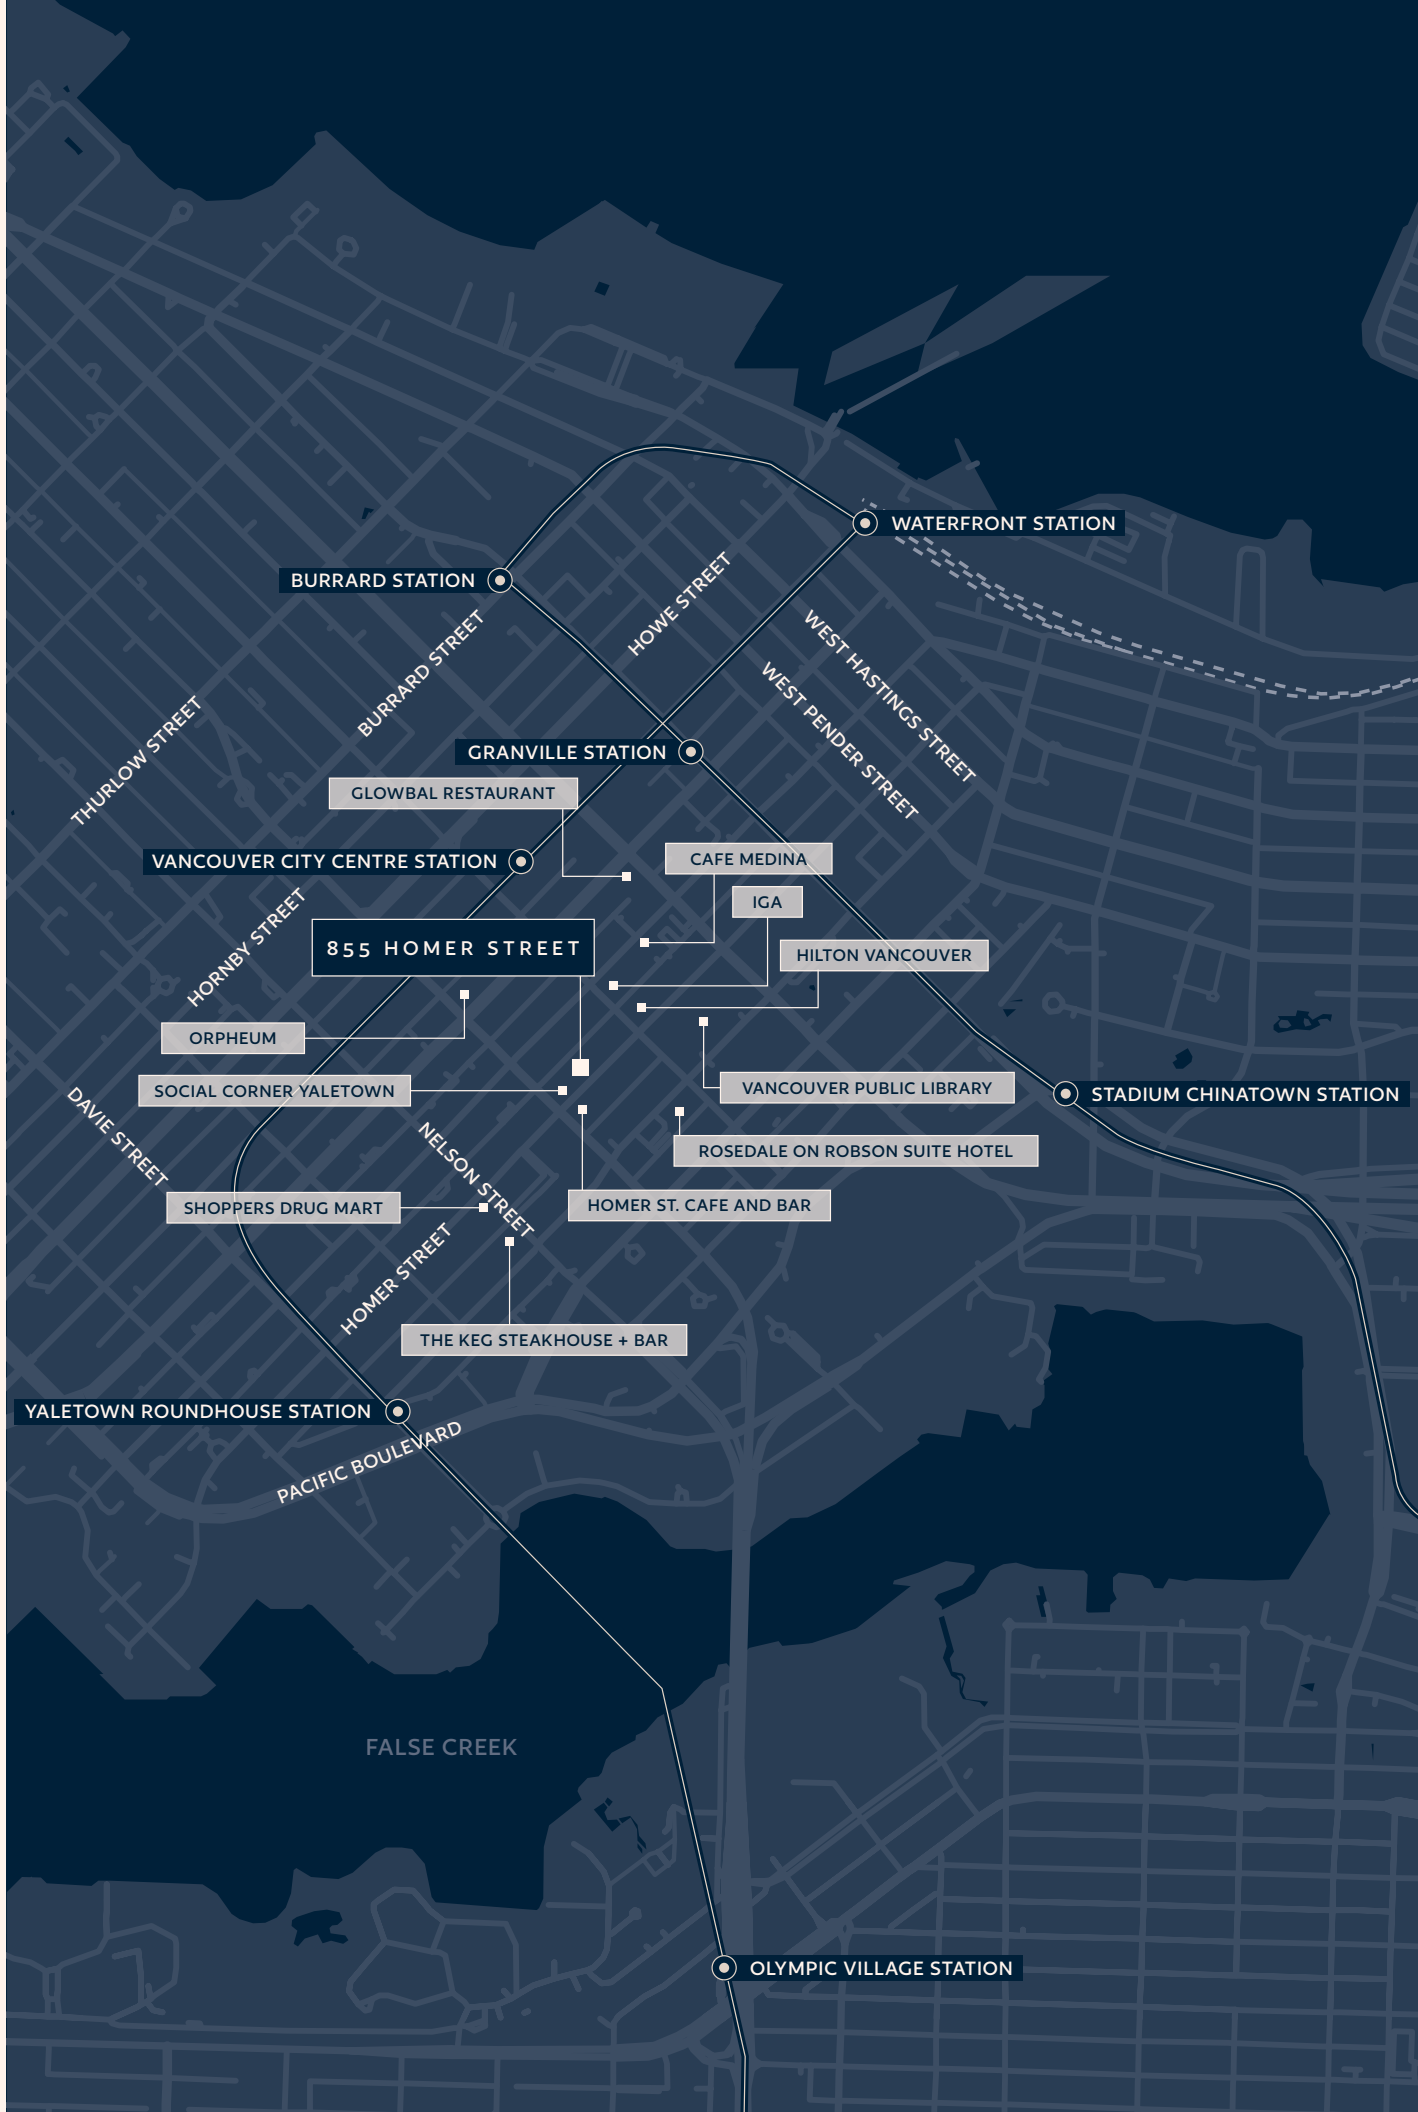 WATERFRONT STATION
BURRARD STATION
HOWE STREET
BURRARD STREET
WEST HASTINGS STREET
WEST PENDER STREET
THURLOW STREET
GRANVILLE STATION
GLOWBAL RESTAURANT
CAFE MEDINA
VANCOUVER CITY CENTRE STATION
IGA
HORNBY STREET
855 HOMER STREET
HILTON VANCOUVER
ORPHEUM
SOCIAL CORNER YALETOWN
VANCOUVER PUBLIC LIBRARY
STADIUM CHINATOWN STATION
DAVIE STREET
NELSON STREET
ROSEDALE ON ROBSON SUITE HOTEL
SHOPPERS DRUG MART
HOMER ST. CAFE AND BAR
HOMER STREET
THE KEG STEAKHOUSE + BAR
YALETOWN ROUNDHOUSE STATION
PACIFIC BOULEVARD
FALSE CREEK
OLYMPIC VILLAGE STATION